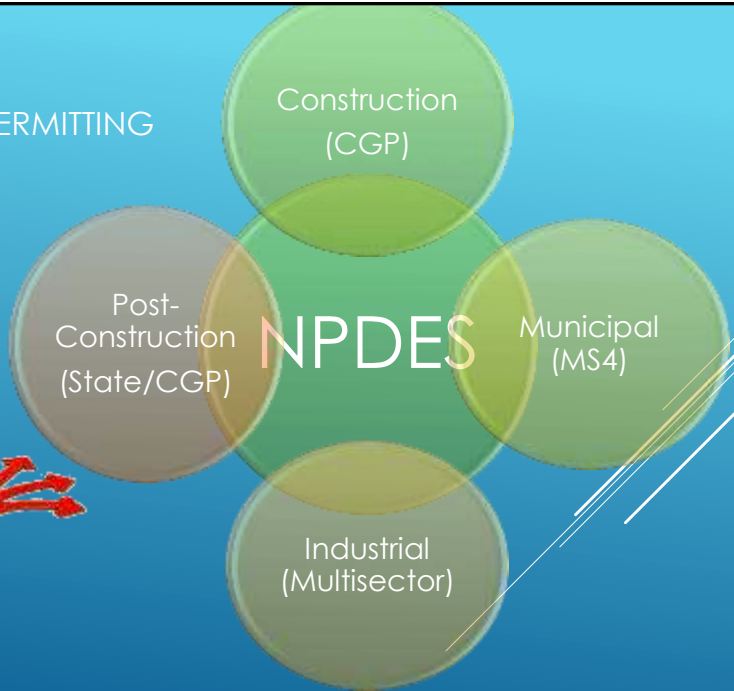 ERMITTING
Construction
(CGP)
Post-
Construction
(State/CGP)
NPDES
Municipal
(MS4)
Industrial
(Multisector)